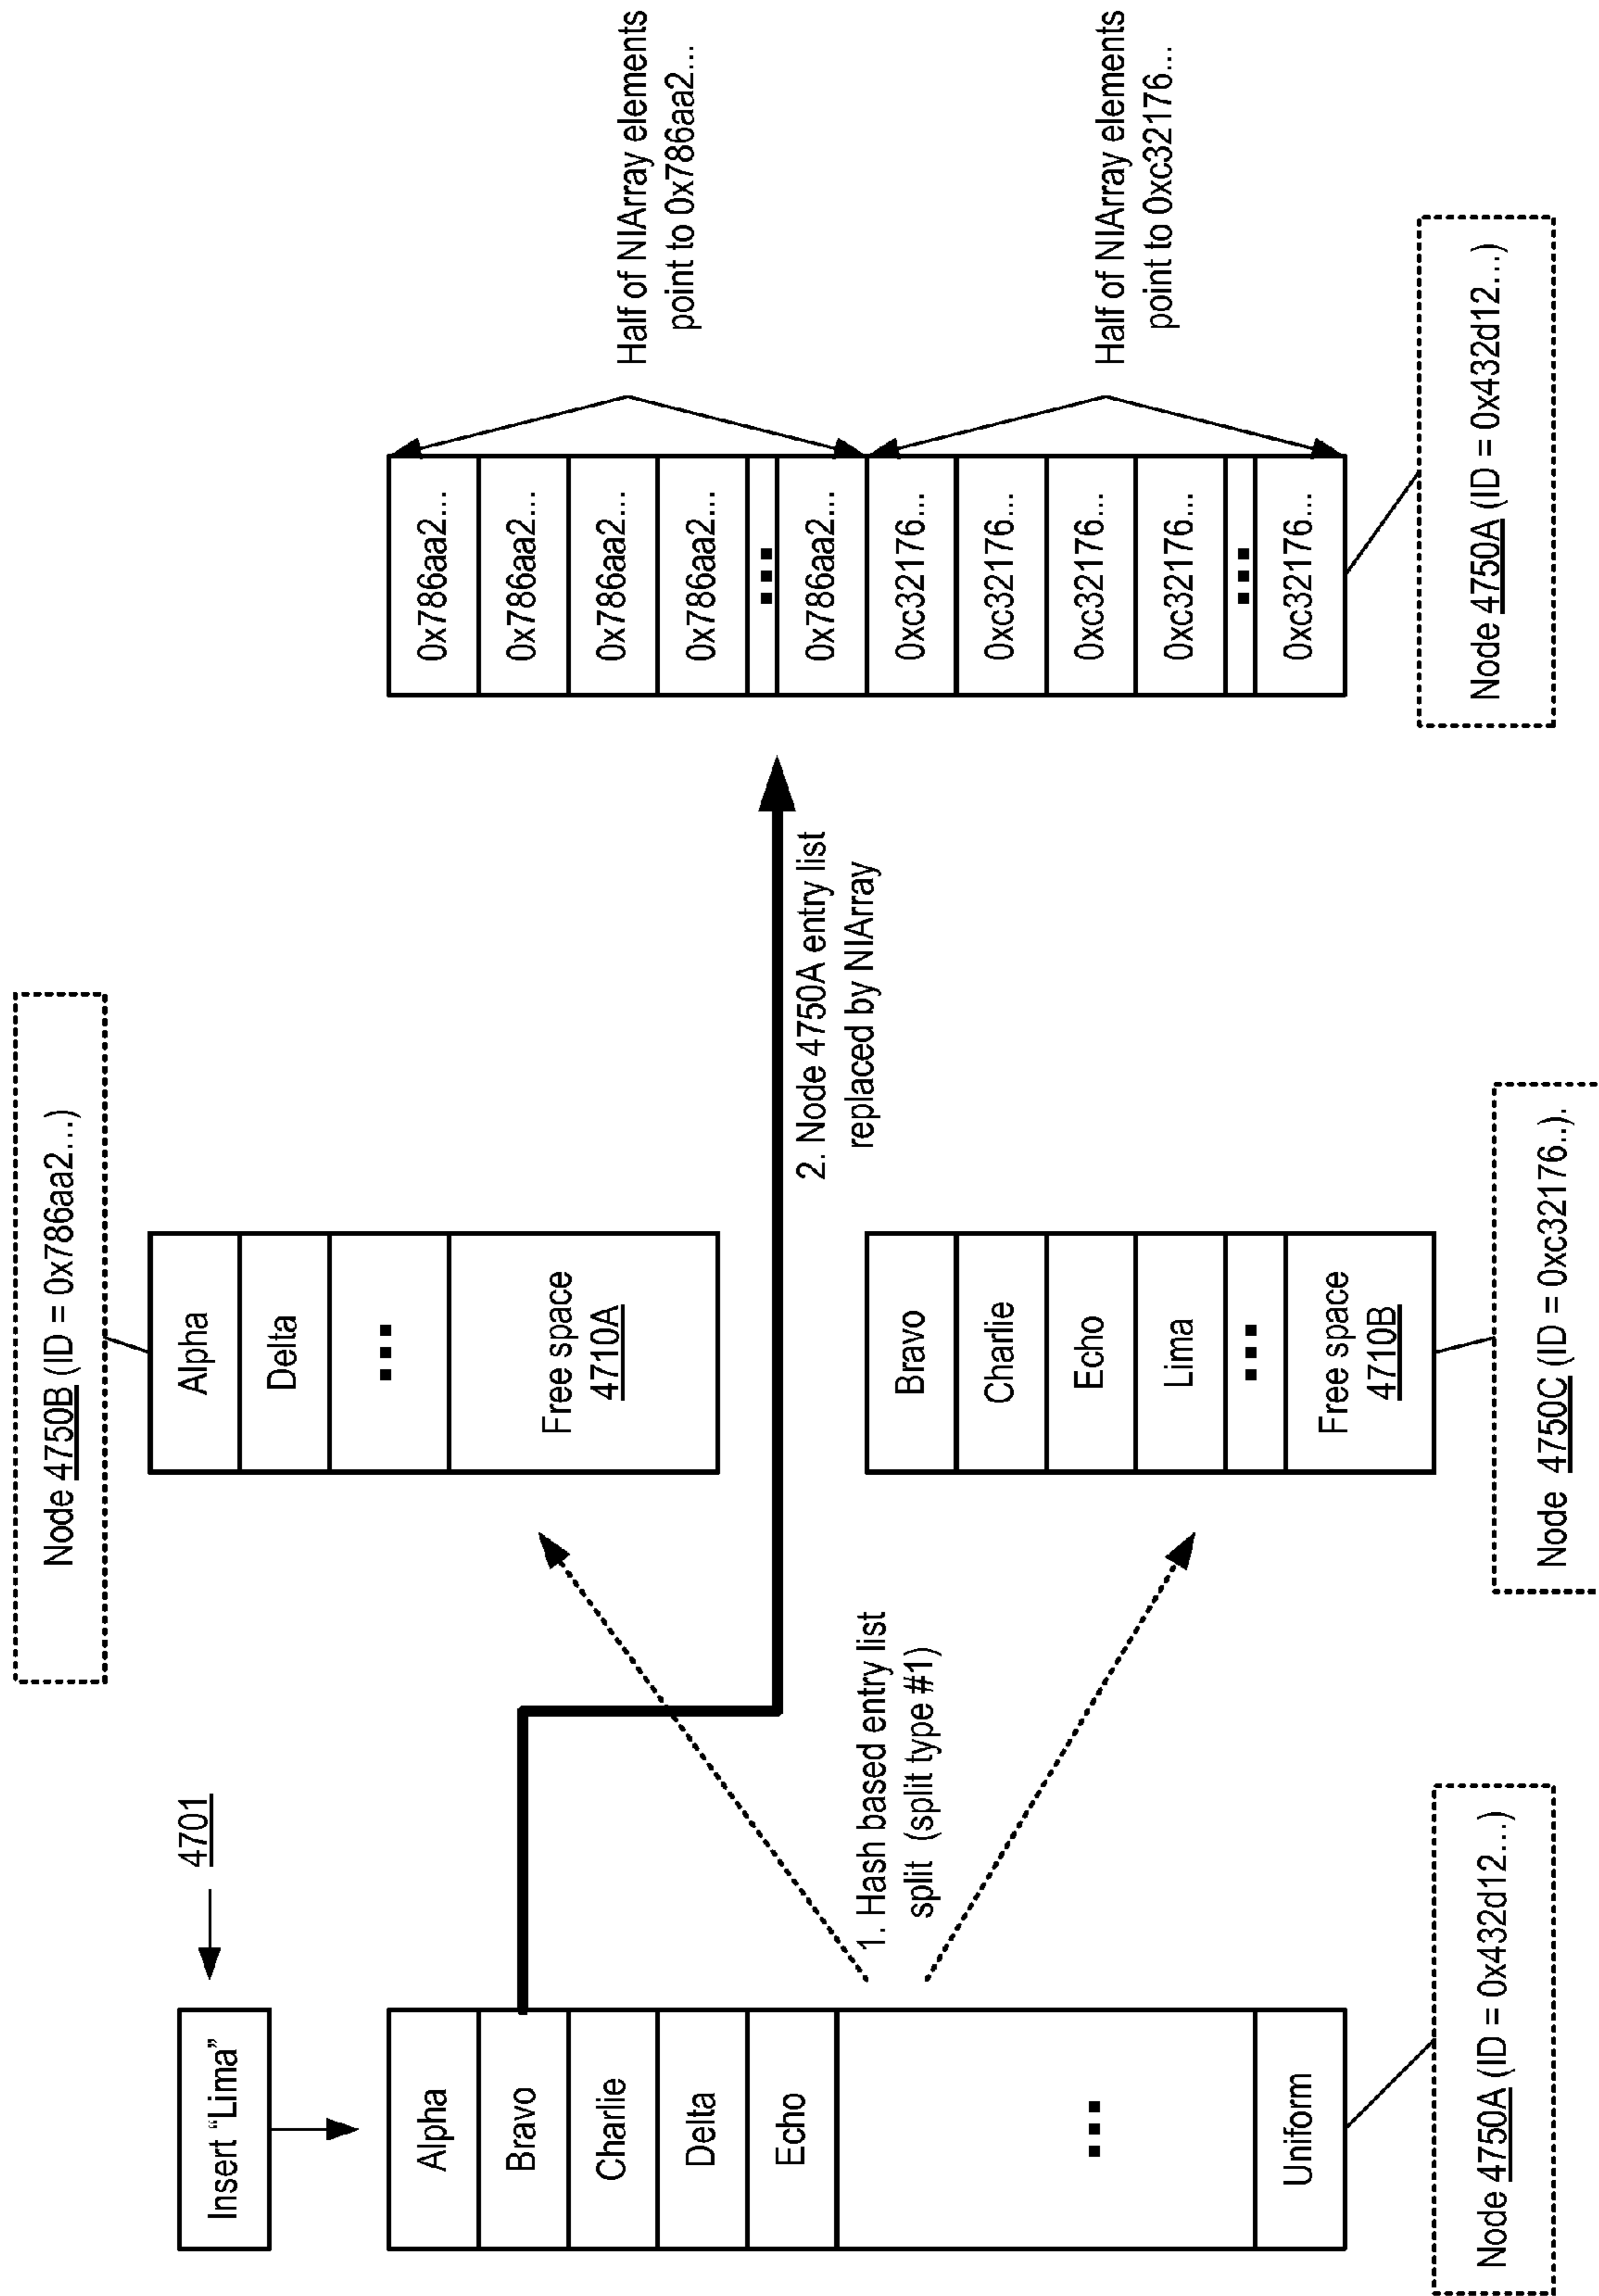 4701
Insert “Lima”
Alpha
Bravo
Charlie
Delta
Echo
...
Uniform
Node 4750A (ID = 0x432d12...)
1. Hash based entry list
split (split type #1)
Node 4750B (ID = 0x786aa2...)
Alpha
Delta
...
Free space
4710A
Bravo
Charlie
Echo
Lima
...
Free space
4710B
Node 4750C (ID = 0xc32176..).
2. Node 4750A entry list
replaced by NIArray
0x786aa2...
0x786aa2...
0x786aa2...
0x786aa2...
...
0x786aa2...
0xc32176...
0xc32176...
0xc32176...
0xc32176...
...
0xc32176...
Node 4750A (ID = 0x432d12...)
Half of NIArray elements
point to 0x786aa2...
Half of NIArray elements
point to 0xc32176...